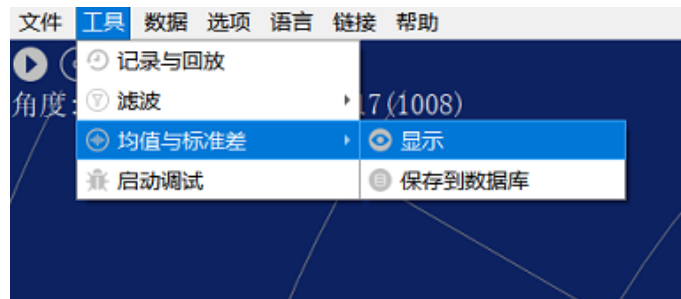 文件 工具 数据 选项 语言 链接 帮助
记录与回放
角度: 滤波 17(1008)
均值与标准差 显示
启动调试 保存到数据库